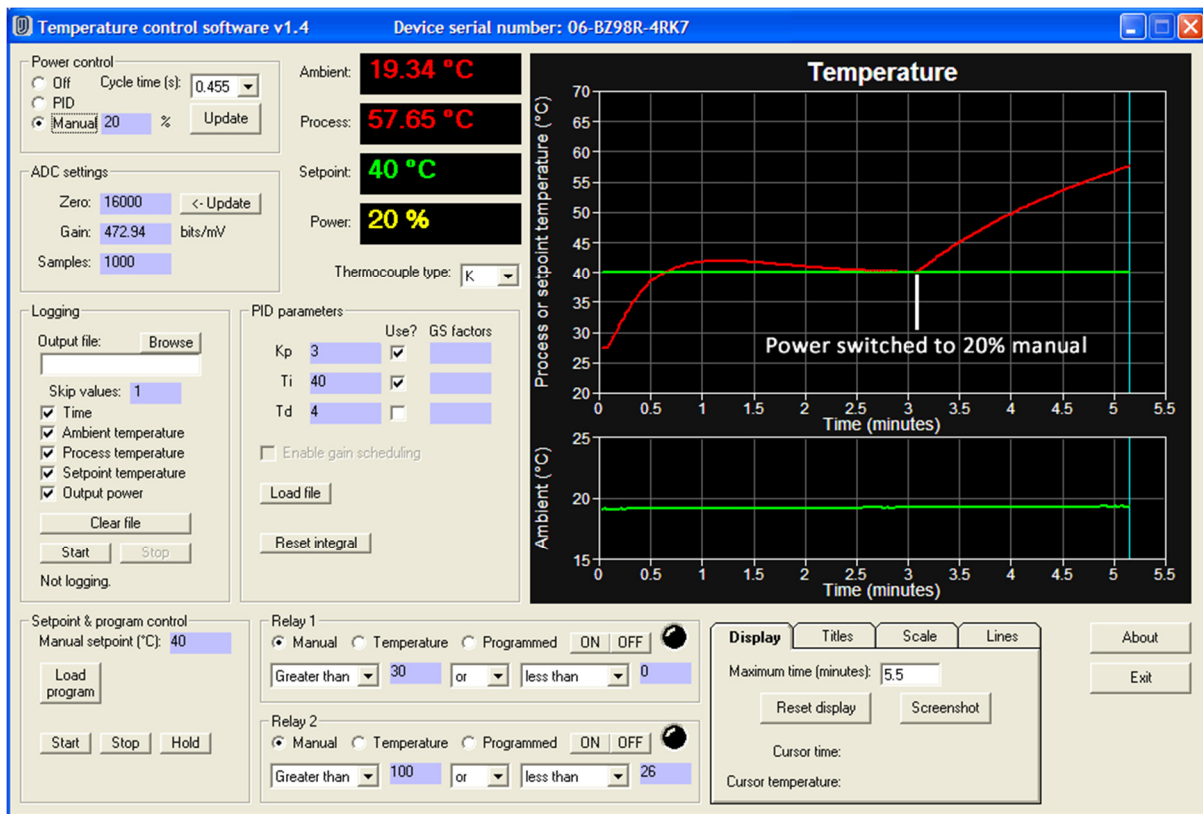 Temperature control software v1.4 Device serial number: 06-BZ98R-4RK7
Power control
Off Cycle time (s): 0.455
PID
Manual 20 % Update
Ambient: 19.34 °C
Process: 57.65 °C
Setpoint: 40 °C
Power: 20 %
Thermocouple type: K
ADC settings
Zero: 16000 <- Update
Gain: 472.94 bits/mV
Samples: 1000
Logging
Output file: Browse
Skip values: 1
Time
Ambient temperature
Process temperature
Setpoint temperature
Output power
Clear file
Start Stop
Not logging.
PID parameters
Use? GS factors
Kp 3
Ti 40
Td 4
Enable gain scheduling
Load file
Reset integral
Temperature
Process or setpoint temperature (°C)
70
65
60
55
50
45
40
35
30
25
20
Power switched to 20% manual
0 0.5 1 1.5 2 2.5 3 3.5 4 4.5 5 5.5
Time (minutes)
Ambient (°C)
25
20
15
0 0.5 1 1.5 2 2.5 3 3.5 4 4.5 5 5.5
Time (minutes)
Setpoint & program control
Manual setpoint (°C): 40
Load
program
Start Stop Hold
Relay 1
Manual Temperature Programmed ON OFF
Greater than 30 or less than 0
Relay 2
Manual Temperature Programmed ON OFF
Greater than 100 or less than 26
Display Titles Scale Lines
Maximum time (minutes): 5.5
Reset display Screenshot
Cursor time:
Cursor temperature:
About
Exit